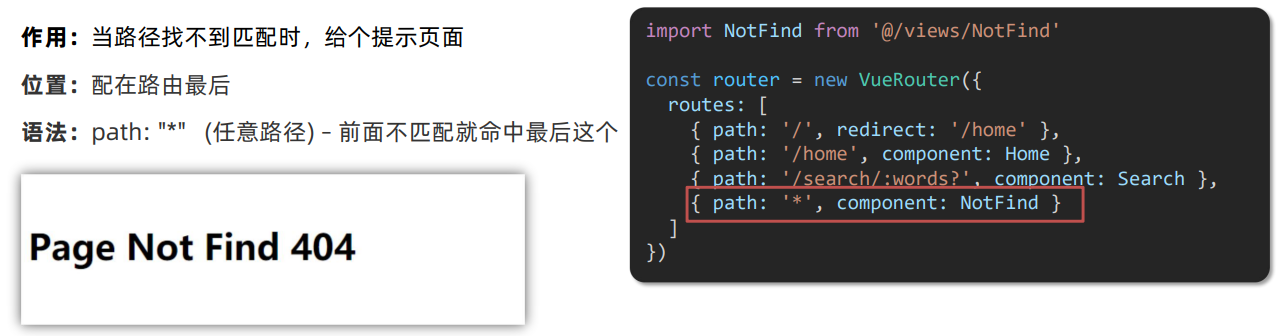 作用：当路径找不到匹配时，给个提示页面
位置：配在路由最后
语法：path: "*" (任意路径) – 前面不匹配就命中最后这个
Page Not Find 404
import NotFind from '@/views/NotFind'
const router = new VueRouter({
routes: [
{ path: '/', redirect: '/home' },
{ path: '/home', component: Home },
{ path: '/search/:words?', component: Search },
{ path: '*', component: NotFind }
]
})